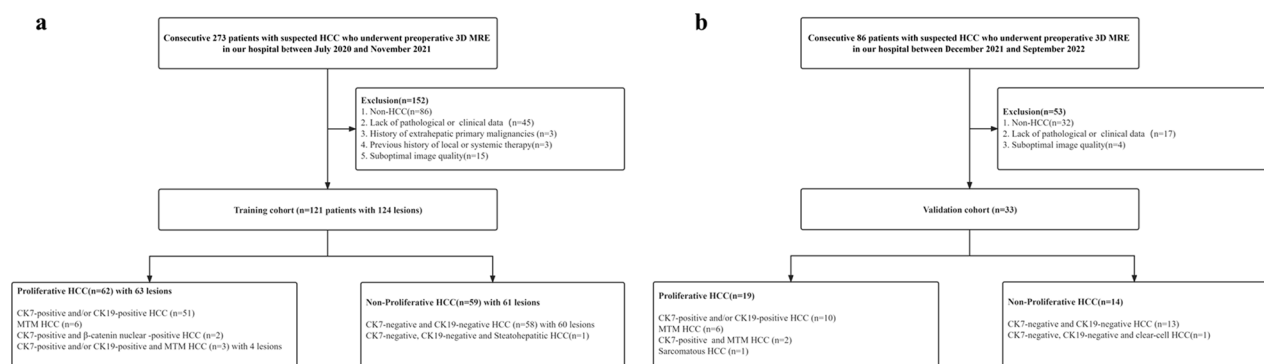 a
Consecutive 273 patients with suspected HCC who underwent preoperative 3D MRE
in our hospital between July 2020 and November 2021
Exclusion(n=152)
1. Non-HCC(n=86)
2. Lack of pathological or clinical data（n=45)
3. History of extrahepatic primary malignancies (n=3)
4. Previous history of local or systemic therapy(n=3)
5. Suboptimal image quality(n=15)
Training cohort (n=121 patients with 124 lesions)
Proliferative HCC(n=62) with 63 lesions
CK7-positive and/or CK19-positive HCC (n=51)
MTM HCC (n=6)
CK7-positive and β-catenin nuclear -positive HCC (n=2)
CK7-positive and/or CK19-positive and MTM HCC (n=3) with 4 lesions
Non-Proliferative HCC(n=59) with 61 lesions
CK7-negative and CK19-negative HCC (n=58) with 60 lesions
CK7-negative, CK19-negative and Steatohepatitic HCC(n=1)
b
Consecutive 86 patients with suspected HCC who underwent preoperative 3D MRE
in our hospital between December 2021 and September 2022
Exclusion(n=53)
1. Non-HCC(n=32)
2. Lack of pathological or clinical data (n=17)
3. Suboptimal image quality(n=4)
Validation cohort (n=33)
Proliferative HCC(n=19)
CK7-positive and/or CK19-positive HCC (n=10)
MTM HCC (n=6)
CK7-positive and MTM HCC (n=2)
Sarcomatous HCC (n=1)
Non-Proliferative HCC(n=14)
CK7-negative and CK19-negative HCC (n=13)
CK7-negative, CK19-negative and clear-cell HCC(n=1)